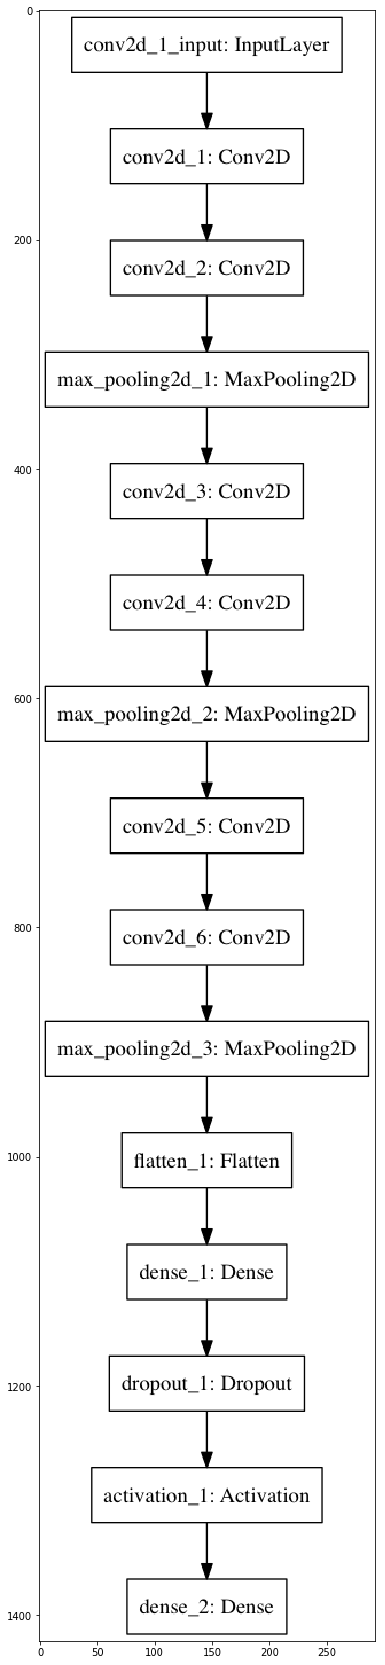 0
conv2d_1_input: InputLayer
conv2d_1: Conv2D
200
conv2d_2: Conv2D
max_pooling2d_1: MaxPooling2D
400
conv2d_3: Conv2D
conv2d_4: Conv2D
600
max_pooling2d_2: MaxPooling2D
conv2d_5: Conv2D
800
conv2d_6: Conv2D
max_pooling2d_3: MaxPooling2D
1000
flatten_1: Flatten
dense_1: Dense
1200
dropout_1: Dropout
activation_1: Activation
1400
dense_2: Dense
0 50 100 150 200 250